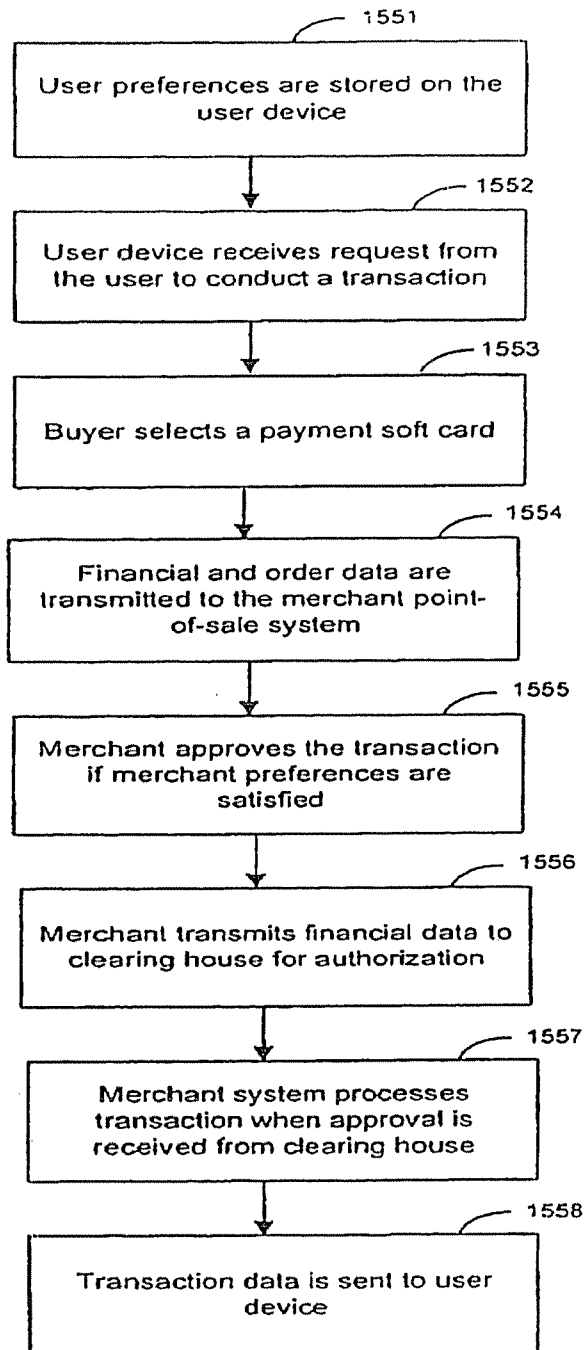 1551
User preferences are stored on the
user device
1552
User device receives request from
the user to conduct a transaction
1553
Buyer selects a payment soft card
1554
Financial and order data are
transmitted to the merchant point-
of-sale system
1555
Merchant approves the transaction
if merchant preferences are
satisfied
1556
Merchant transmits financial data to
clearing house for authorization
1557
Merchant system processes
transaction when approval is
received from clearing house
1558
Transaction data is sent to user
device